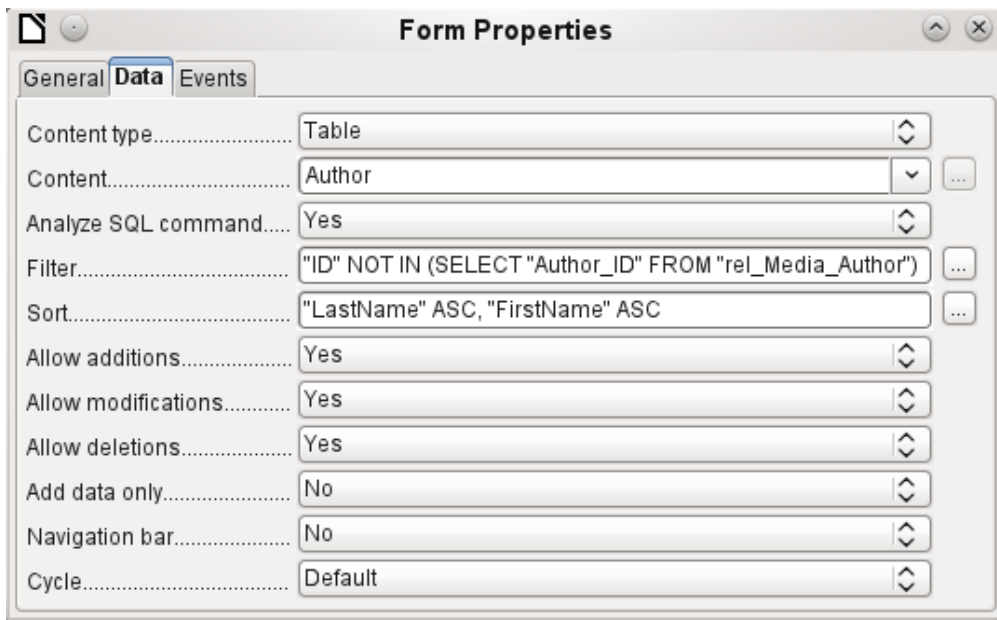 Form Properties
General Data Events
Content type........................ Table
Content............................... Author ...
Analyze SQL command..... Yes
Filter.................................... "ID" NOT IN (SELECT "Author_ID" FROM "rel_Media_Author") ...
Sort...................................... "LastName" ASC, "FirstName" ASC ...
Allow additions.................... Yes
Allow modifications............ Yes
Allow deletions.................... Yes
Add data only....................... No
Navigation bar..................... No
Cycle.................................... Default